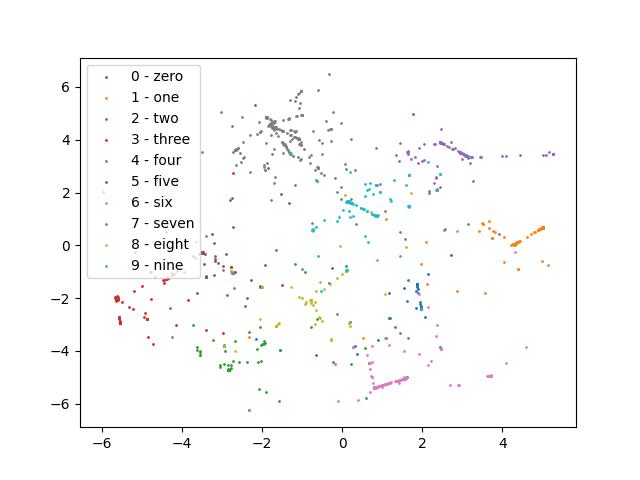 0 - zero
1 - one
2 - two
3 - three
4 - four
5 - five
6 - six
7 - seven
8 - eight
9 - nine
6
4
2
0
−2
−4
−6
−6 −4 −2 0 2 4